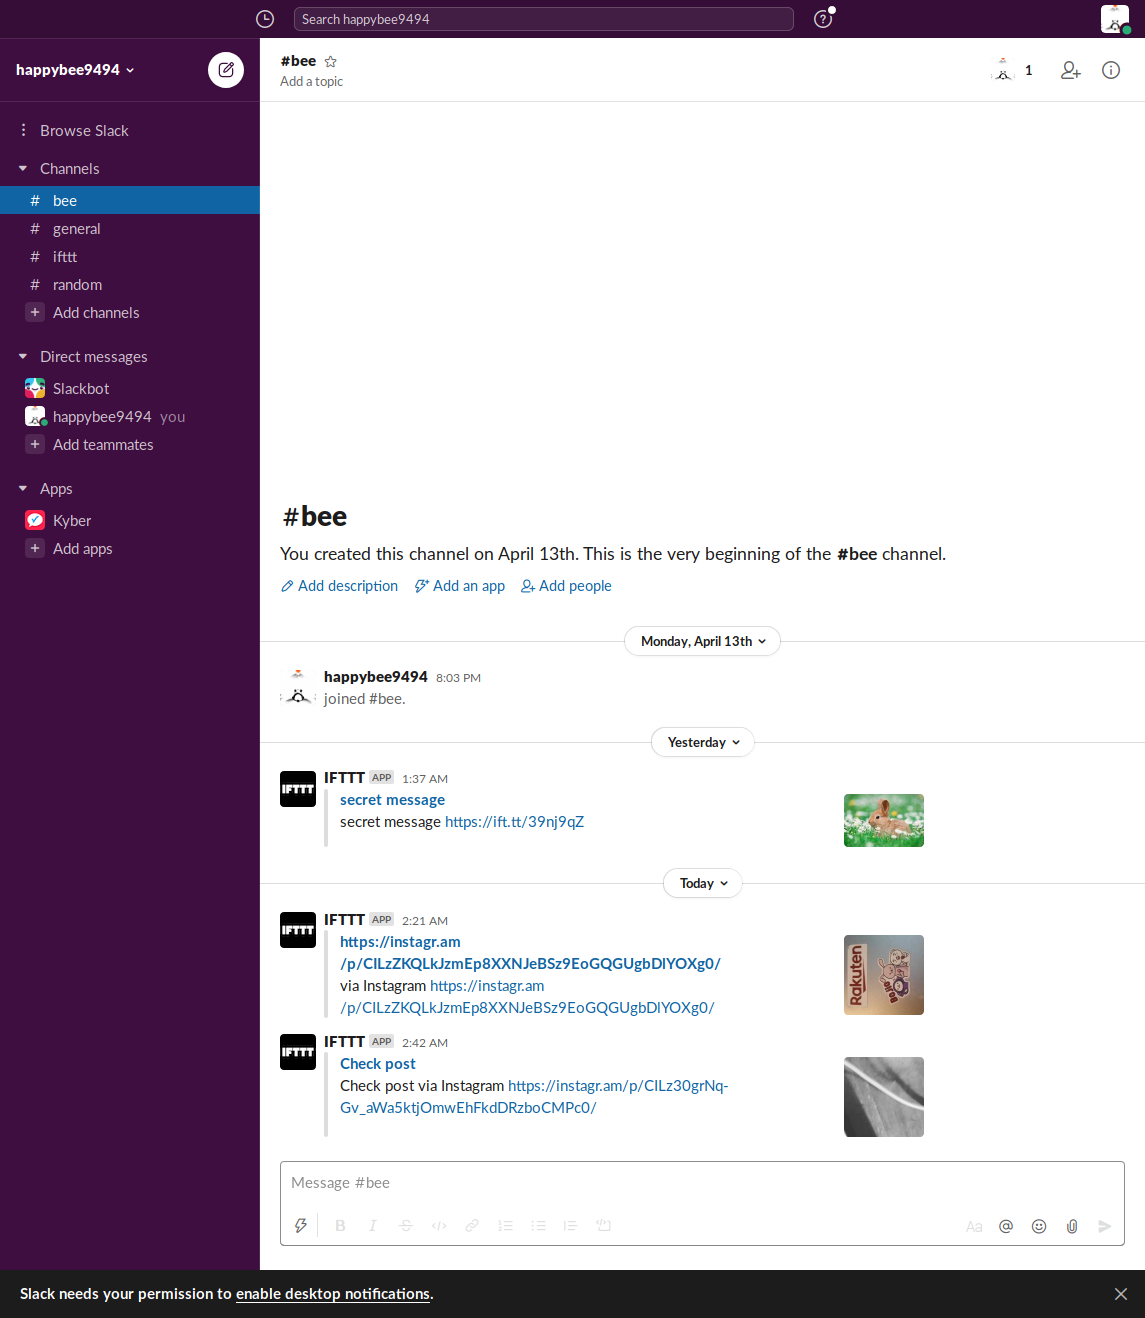 Search happybee9494
happybee9494
Browse Slack
Channels
# bee
# general
# ifttt
# random
+ Add channels
Direct messages
Slackbot
happybee9494 you
+ Add teammates
Apps
Kyber
+ Add apps
#bee
Add a topic
1
#bee
You created this channel on April 13th. This is the very beginning of the #bee channel.
Add description Add an app Add people
Monday, April 13th
happybee9494 8:03 PM
joined #bee.
Yesterday
IFTTT
IFTTT APP 1:37 AM
secret message
secret message https://ift.tt/39nj9qZ
Today
IFTTT
IFTTT APP 2:21 AM
https://instagr.am
/p/CILzZKQLkJzmEp8XXNJeBSz9EoGQGUgbDlYOXg0/
via Instagram https://instagr.am
/p/CILzZKQLkJzmEp8XXNJeBSz9EoGQGUgbDlYOXg0/
Rakuten
IFTTT
IFTTT APP 2:42 AM
Check post
Check post via Instagram https://instagr.am/p/CILz30grNq-
Gv_aWa5ktjOmwEhFkdDRzboCMPc0/
Message #bee
B I S
Aa @
Slack needs your permission to enable desktop notifications.